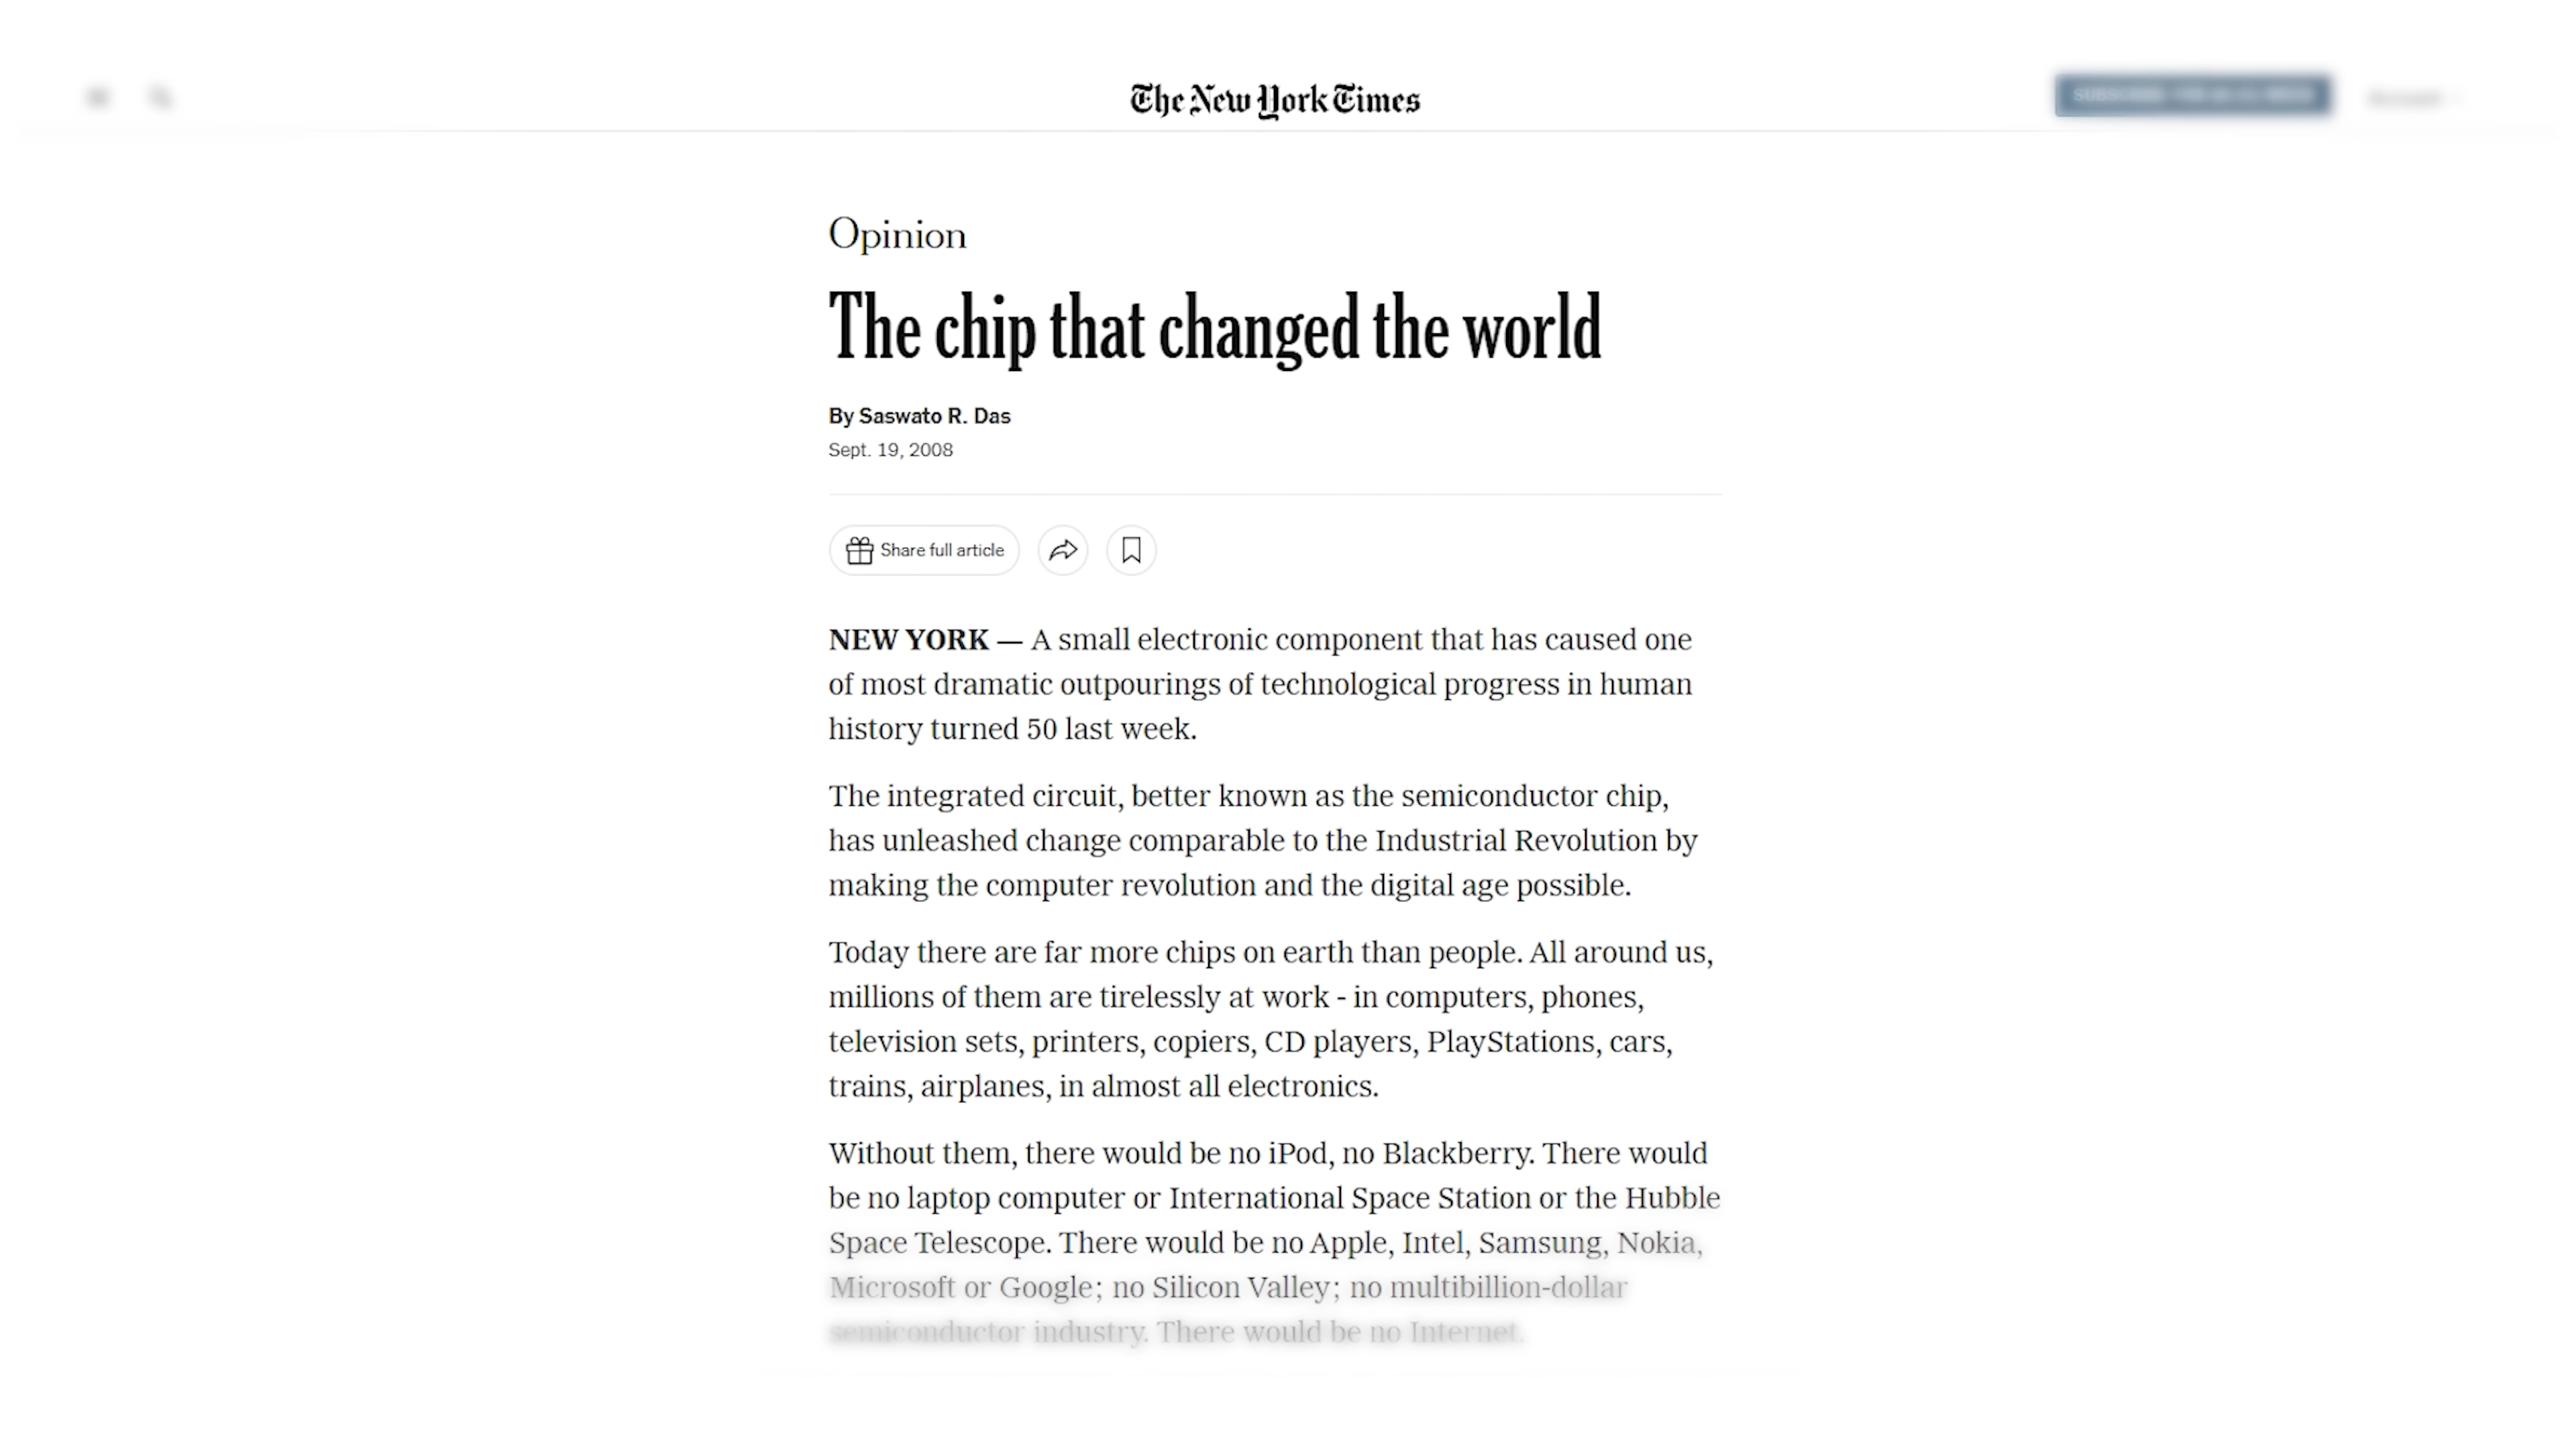 The New York Times
Opinion
The chip that changed the world
By Saswato R. Das
Sept. 19, 2008
Share full article
NEW YORK — A small electronic component that has caused one
of most dramatic outpourings of technological progress in human
history turned 50 last week.
The integrated circuit, better known as the semiconductor chip,
has unleashed change comparable to the Industrial Revolution by
making the computer revolution and the digital age possible.
Today there are far more chips on earth than people. All around us,
millions of them are tirelessly at work - in computers, phones,
television sets, printers, copiers, CD players, PlayStations, cars,
trains, airplanes, in almost all electronics.
Without them, there would be no iPod, no Blackberry. There would
be no laptop computer or International Space Station or the Hubble
Space Telescope. There would be no Apple, Intel, Samsung, Nokia,
Microsoft or Google; no Silicon Valley; no multibillion-dollar
semiconductor industry. There would be no Internet.